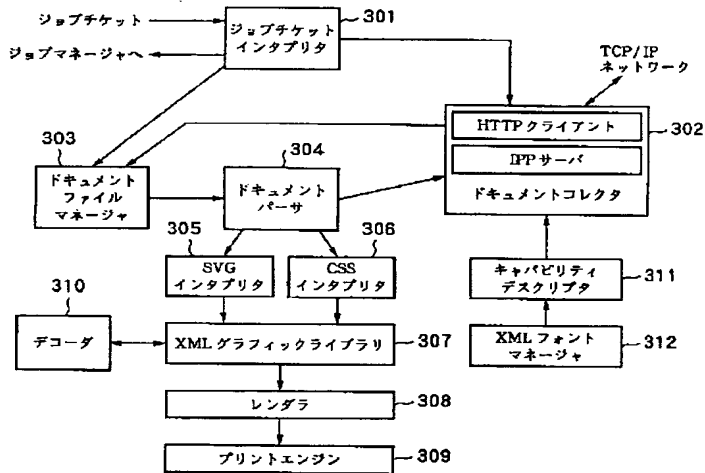 ジョブチケット
ジョブマネージャへ
ジョブチケット
インタプリタ
301
TCP/IP
ネットワーク
HTTPクライアント
IPPサーバ
ドキュメントコレクタ
302
303
ドキュメント
ファイル
マネージャ
304
ドキュメント
パーサ
305
SVG
インタプリタ
306
CSS
インタプリタ
キャパビリティ
デスクリプタ
311
310
デコーダ
XMLグラフィックライブラリ
307
XMLフォント
マネージャ
312
レンダラ
308
プリントエンジン
309